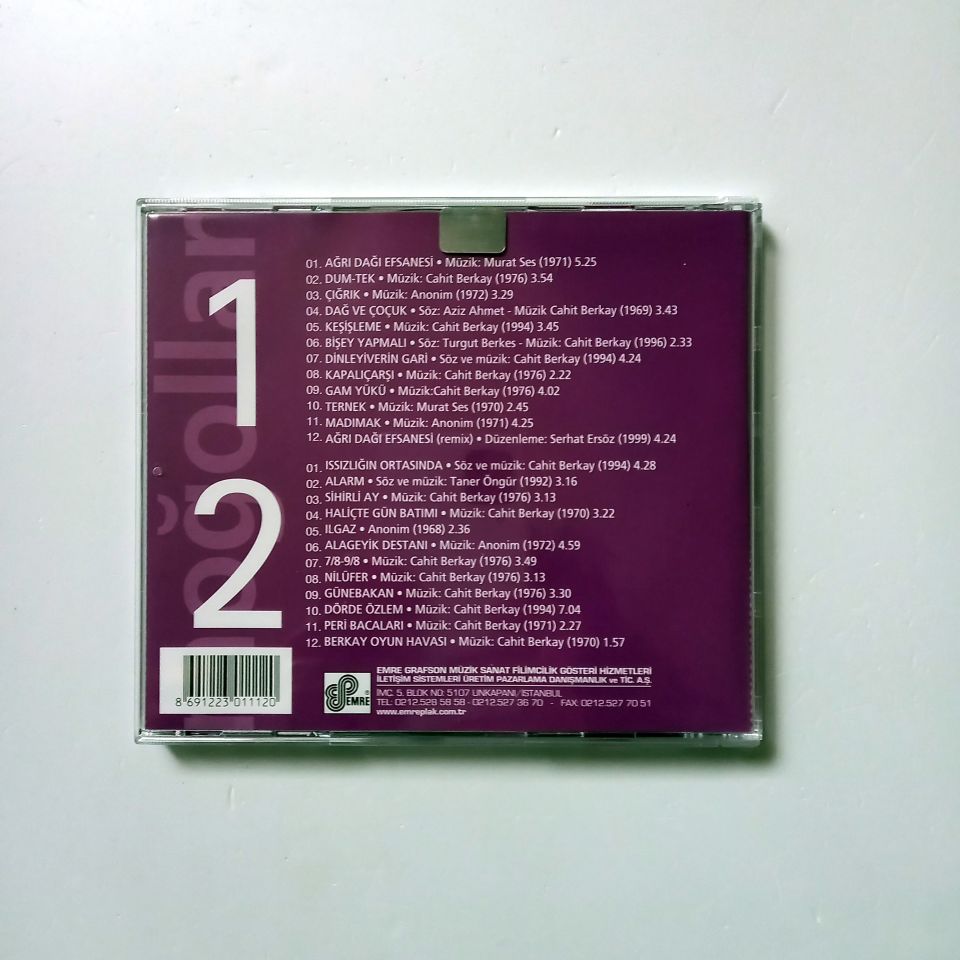 moğollar
1
01. AĞRI DAĞI EFSANESİ • Müzik: Murat Ses (1971) 5.25
02. DUM-TEK • Müzik: Cahit Berkay (1976) 3.54
03. ÇIĞRIK • Müzik: Anonim (1972) 3.29
04. DAĞ VE ÇOÇUK • Söz: Aziz Ahmet - Müzik Cahit Berkay (1969) 3.43
05. KEŞİŞLEME • Müzik: Cahit Berkay (1994) 3.45
06. BİŞEY YAPMALI • Söz: Turgut Berkes - Müzik: Cahit Berkay (1996) 2.33
07. DİNLEYİVERİN GARİ • Söz ve müzik: Cahit Berkay (1994) 4.24
08. KAPALIÇARŞI • Müzik: Cahit Berkay (1976) 2.22
09. GAM YÜKÜ • Müzik:Cahit Berkay (1976) 4.02
10. TERNEK • Müzik: Murat Ses (1970) 2.45
11. MADIMAK • Müzik: Anonim (1971) 4.25
12. AĞRI DAĞI EFSANESİ (remix) • Düzenleme: Serhat Ersöz (1999) 4.24
2
01. ISSIZLIĞIN ORTASINDA • Söz ve müzik: Cahit Berkay (1994) 4.28
02. ALARM • Söz ve müzik: Taner Öngür (1992) 3.16
03. SİHİRLİ AY • Müzik: Cahit Berkay (1976) 3.13
04. HALİÇTE GÜN BATIMI • Müzik: Cahit Berkay (1970) 3.22
05. ILGAZ • Anonim (1968) 2.36
06. ALAGEYİK DESTANI • Müzik: Anonim (1972) 4.59
07. 7/8-9/8 • Müzik: Cahit Berkay (1976) 3.49
08. NİLÜFER • Müzik: Cahit Berkay (1976) 3.13
09. GÜNEBAKAN • Müzik: Cahit Berkay (1976) 3.30
10. DÖRDE ÖZLEM • Müzik: Cahit Berkay (1994) 7.04
11. PERİ BACALARI • Müzik: Cahit Berkay (1971) 2.27
12. BERKAY OYUN HAVASI • Müzik: Cahit Berkay (1970) 1.57
8 691223 011120
EMRE ®
EMRE GRAFSON MÜZİK SANAT FİLİMCİLİK GÖSTERİ HİZMETLERİ
İLETİŞİM SİSTEMLERİ ÜRETİM PAZARLAMA DANIŞMANLIK ve TİC. A.Ş.
İMC. 5. BLOK NO: 5107 UNKAPANI/İSTANBUL
TEL: 0212.528 58 58 - 0212.527 36 70 - FAX: 0212.527 70 51
www.emreplak.com.tr